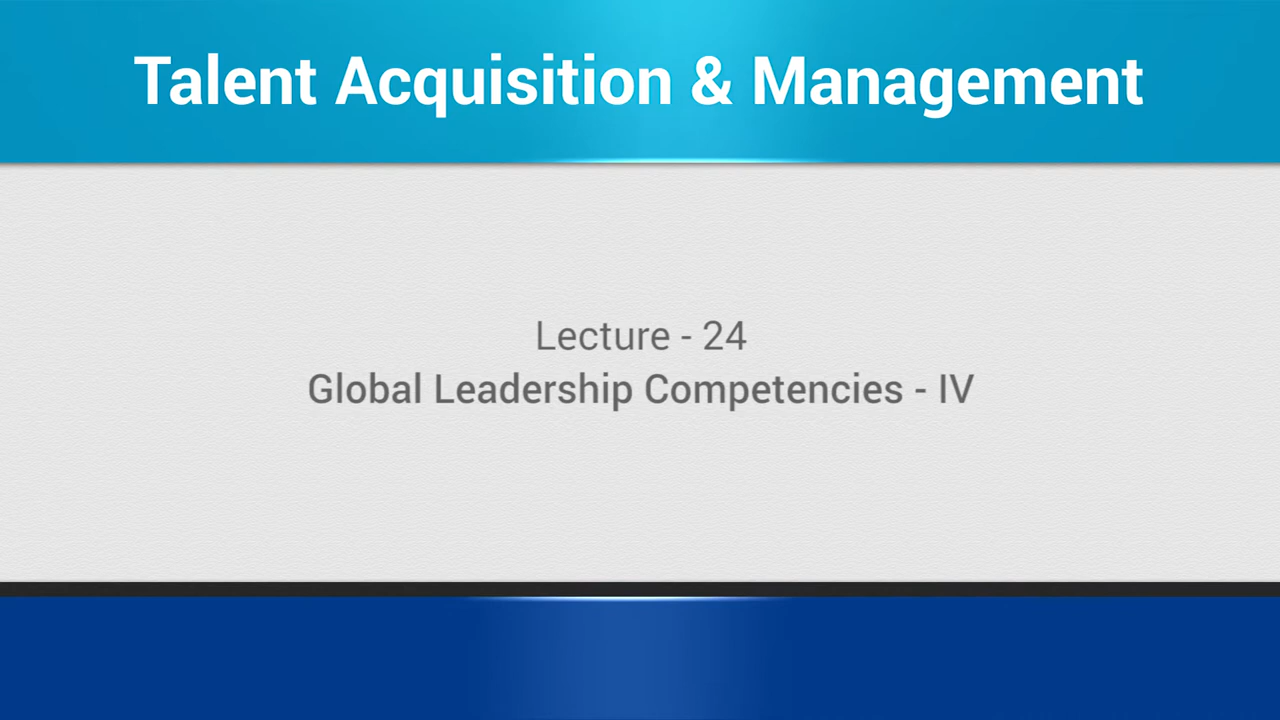 Talent Acquisition & Management
Lecture - 24
Global Leadership Competencies - IV